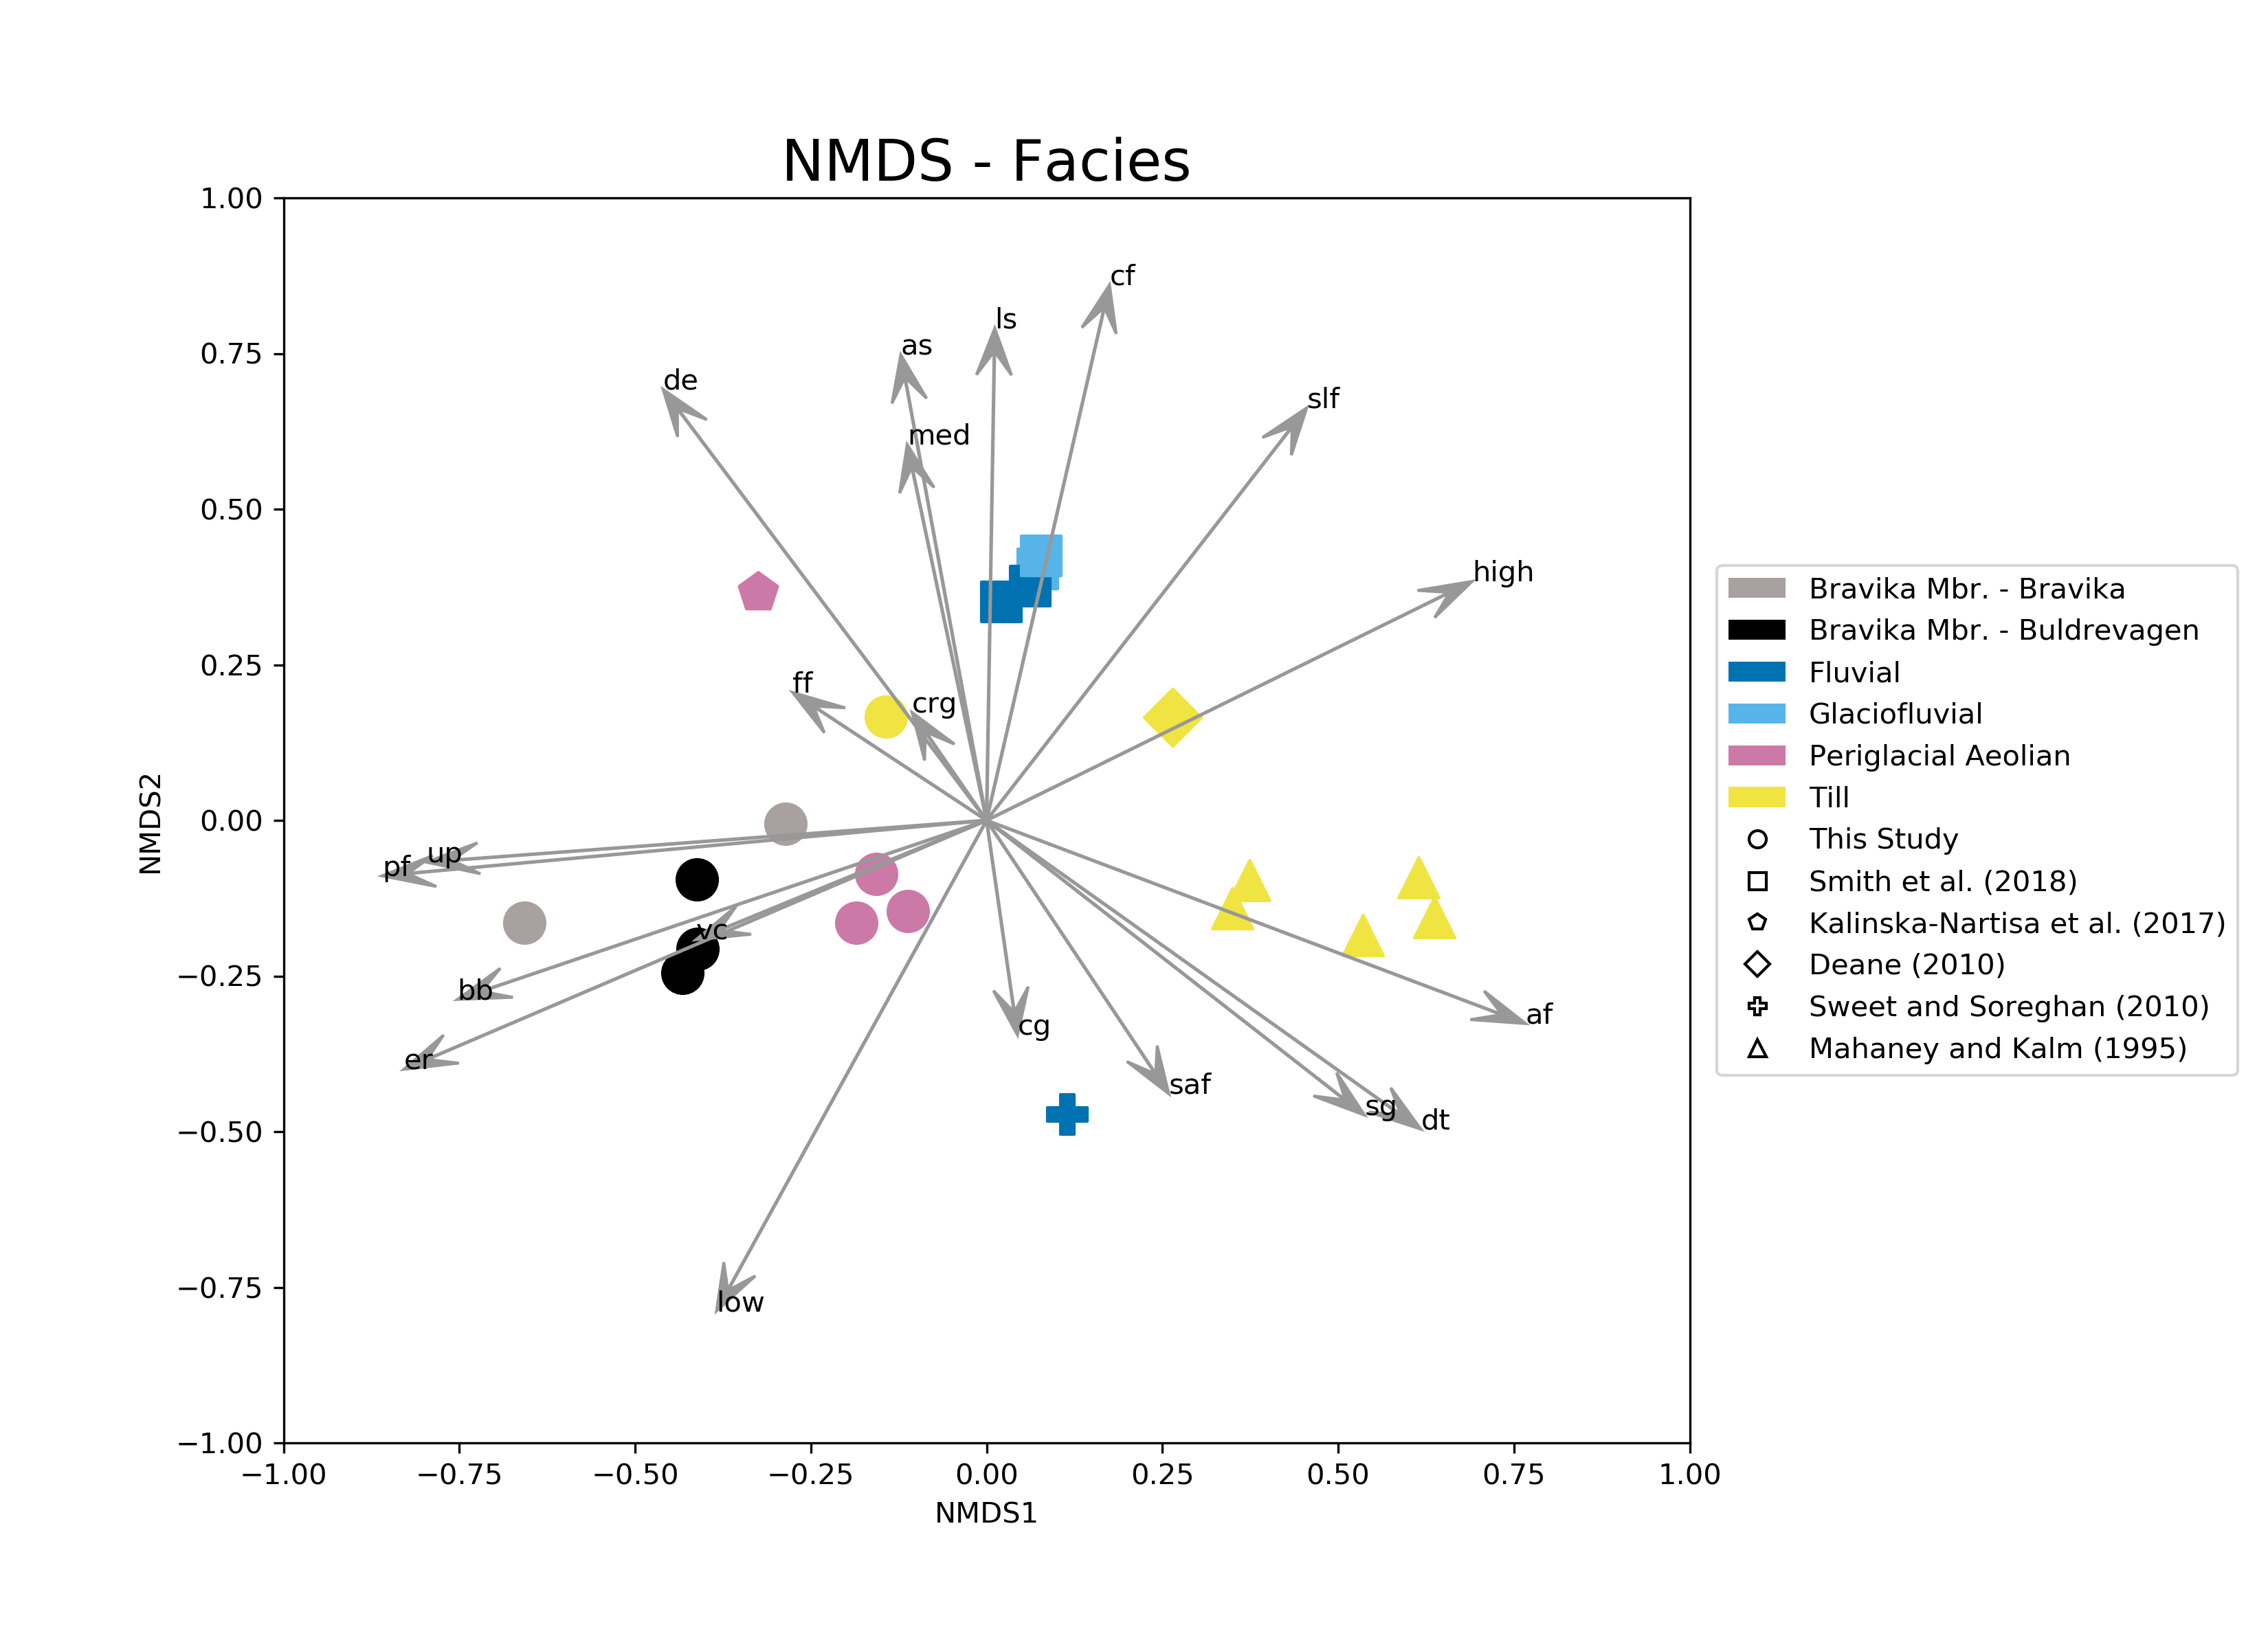 NMDS - Facies
1.00
0.75
0.50
0.25
0.00
−0.25
−0.50
−0.75
−1.00
NMDS2
cf
ls
as
de
slf
med
high
ff
crg
up
pf
vc
bb
er
cg
af
saf
sg
dt
low
−1.00 −0.75 −0.50 −0.25 0.00 0.25 0.50 0.75 1.00
NMDS1
Bravika Mbr. - Bravika
Bravika Mbr. - Buldrevagen
Fluvial
Glaciofluvial
Periglacial Aeolian
Till
This Study
Smith et al. (2018)
Kalinska-Nartisa et al. (2017)
Deane (2010)
Sweet and Soreghan (2010)
Mahaney and Kalm (1995)